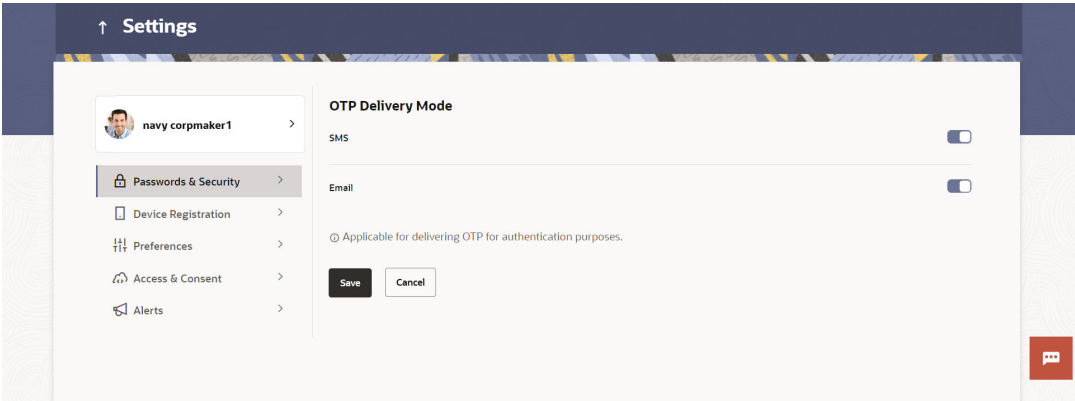 Settings
navy corpmaker1
Passwords & Security
Device Registration
Preferences
Access & Consent
Alerts
OTP Delivery Mode
SMS
Email
Applicable for delivering OTP for authentication purposes.
Save
Cancel